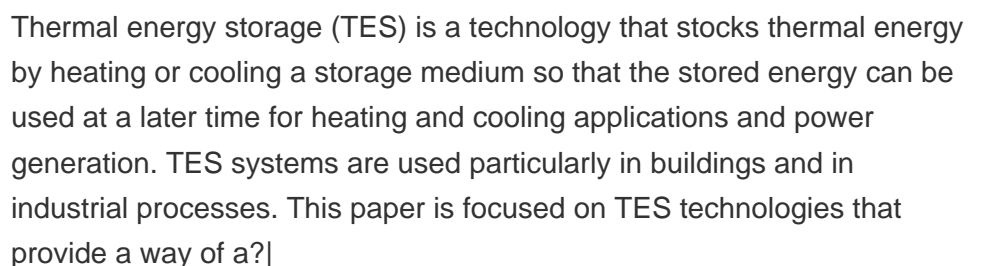 Thermal energy storage (TES) is a technology that stocks thermal energy
by heating or cooling a storage medium so that the stored energy can be
used at a later time for heating and cooling applications and power
generation. TES systems are used particularly in buildings and in
industrial processes. This paper is focused on TES technologies that
provide a way of a?|